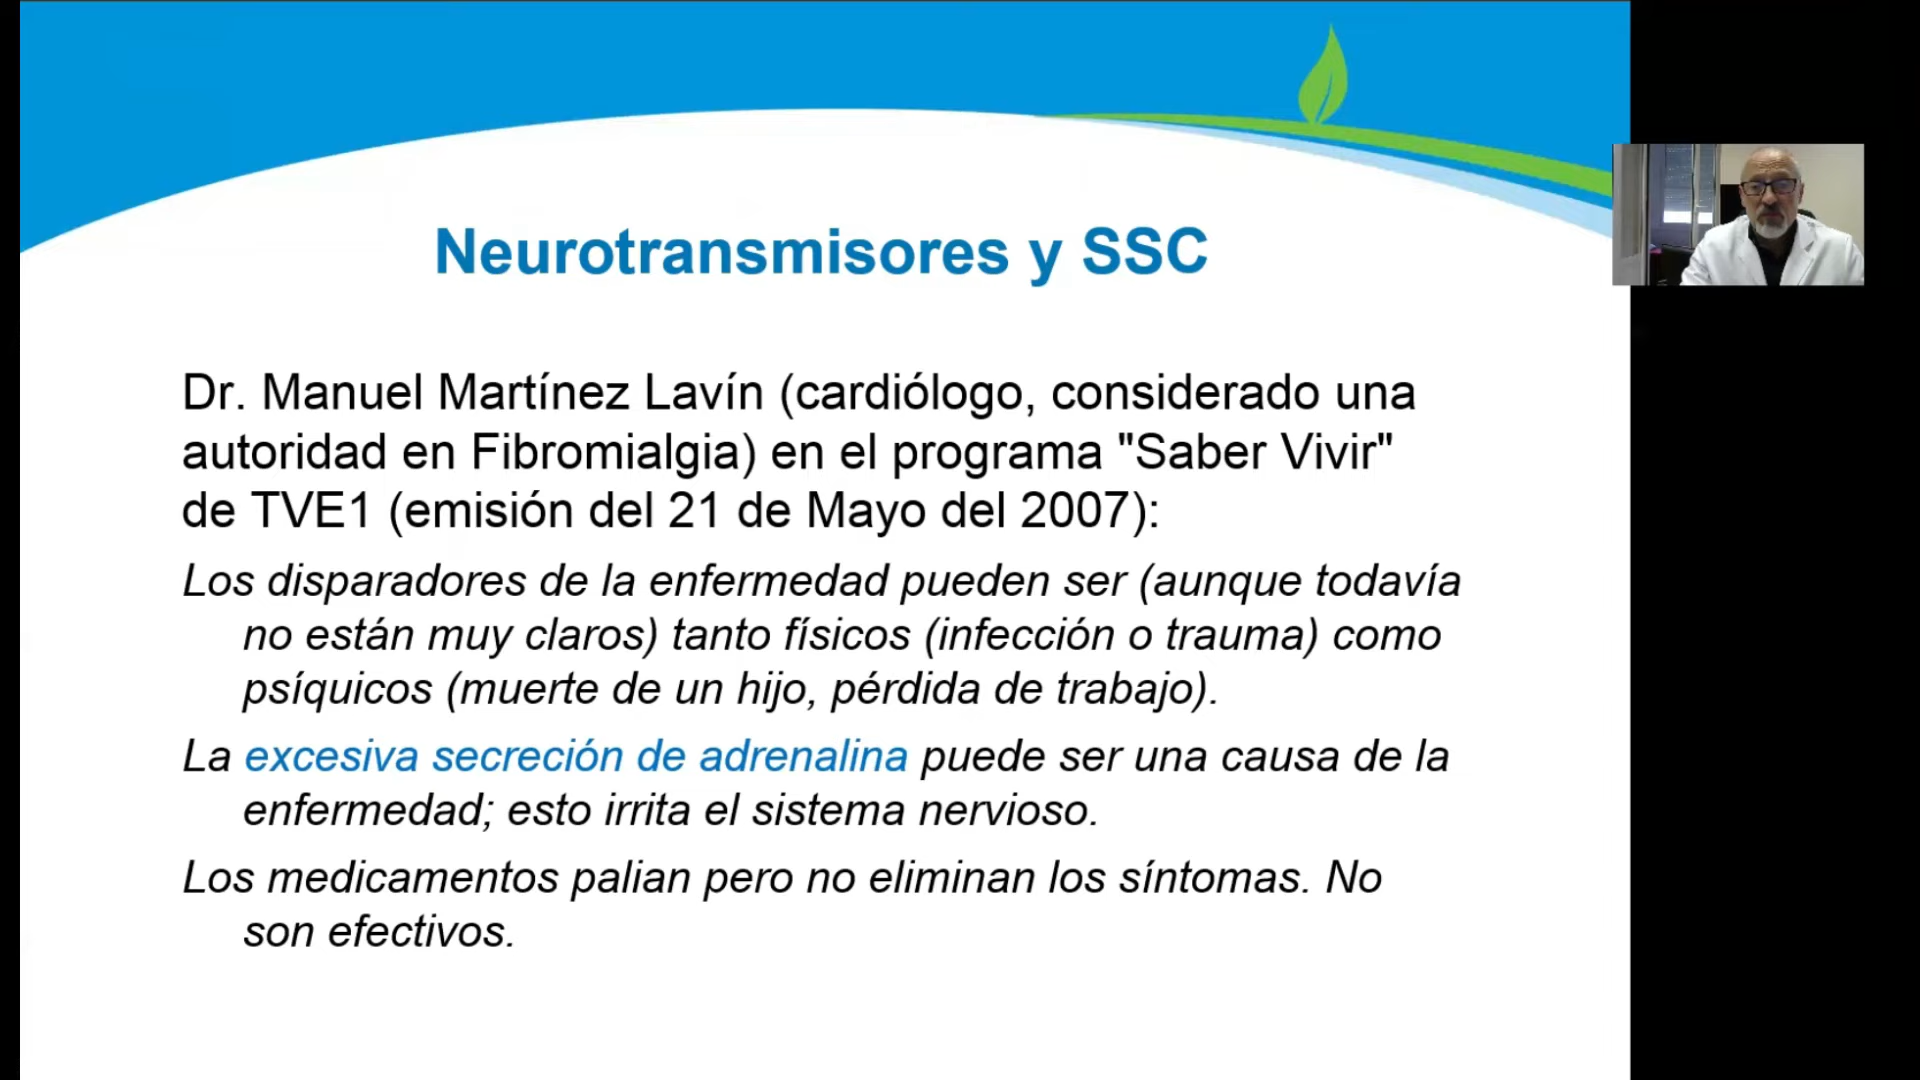 Neurotransmisores y SSC
Dr. Manuel Martínez Lavín (cardiólogo, considerado una
autoridad en Fibromialgia) en el programa "Saber Vivir"
de TVE1 (emisión del 21 de Mayo del 2007):
Los disparadores de la enfermedad pueden ser (aunque todavía
no están muy claros) tanto físicos (infección o trauma) como
psíquicos (muerte de un hijo, pérdida de trabajo).
La excesiva secreción de adrenalina puede ser una causa de la
enfermedad; esto irrita el sistema nervioso.
Los medicamentos palian pero no eliminan los síntomas. No
son efectivos.